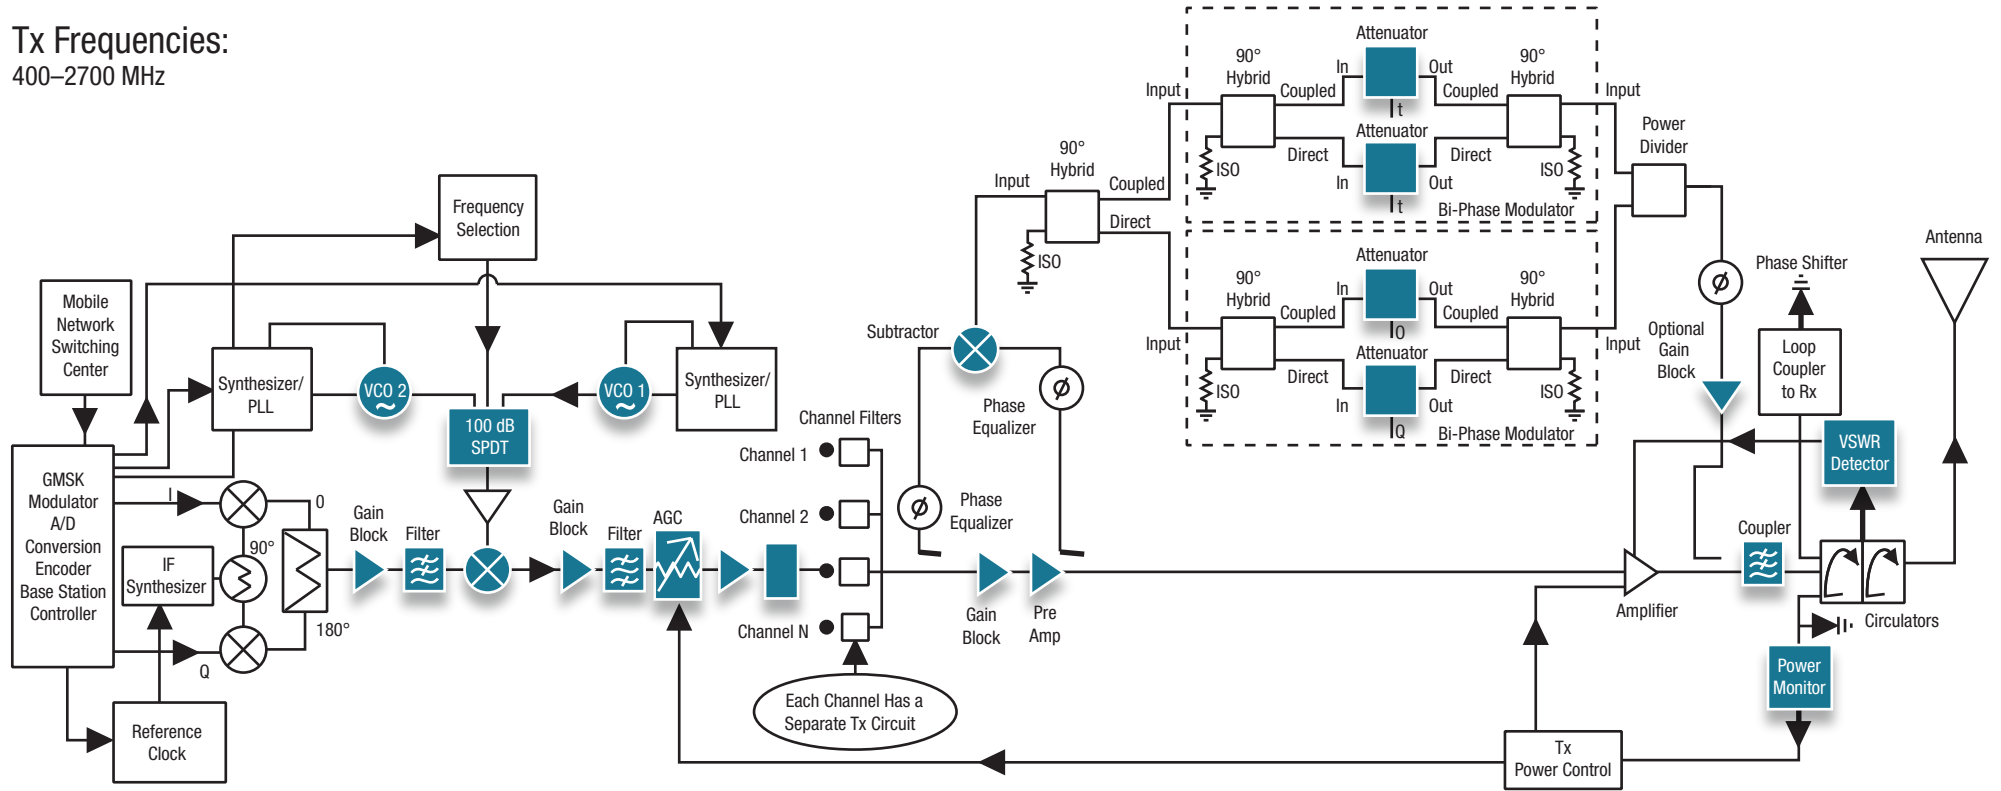 Tx Frequencies:
400–2700 MHz
Mobile
Network
Switching
Center
GMSK
Modulator
A/D
Conversion
Encoder
Base Station
Controller
Reference
Clock
IF
Synthesizer
I
Q
90°
0
180°
Synthesizer/
PLL
VCO 2
Frequency
Selection
100 dB
SPDT
VCO 1
Synthesizer/
PLL
Gain
Block
Filter
Gain
Block
Filter
AGC
Channel Filters
Channel 1
Channel 2
Channel N
Each Channel Has a
Separate Tx Circuit
Subtractor
Phase
Equalizer
Phase
Equalizer
Gain
Block
Pre
Amp
Input
90°
Hybrid
ISO
Coupled
Direct
Input
90°
Hybrid
ISO
Coupled
Direct
Attenuator
In
Out
t
Attenuator
In
Out
t
Coupled
Direct
90°
Hybrid
ISO
Bi-Phase Modulator
Input
Input
90°
Hybrid
ISO
Coupled
Direct
Attenuator
In
Out
O
Attenuator
In
Out
Q
Coupled
Direct
90°
Hybrid
ISO
Bi-Phase Modulator
Input
Power
Divider
Optional
Gain
Block
Phase Shifter
Loop
Coupler
to Rx
VSWR
Detector
Antenna
Coupler
Amplifier
Circulators
Power
Monitor
Tx
Power Control